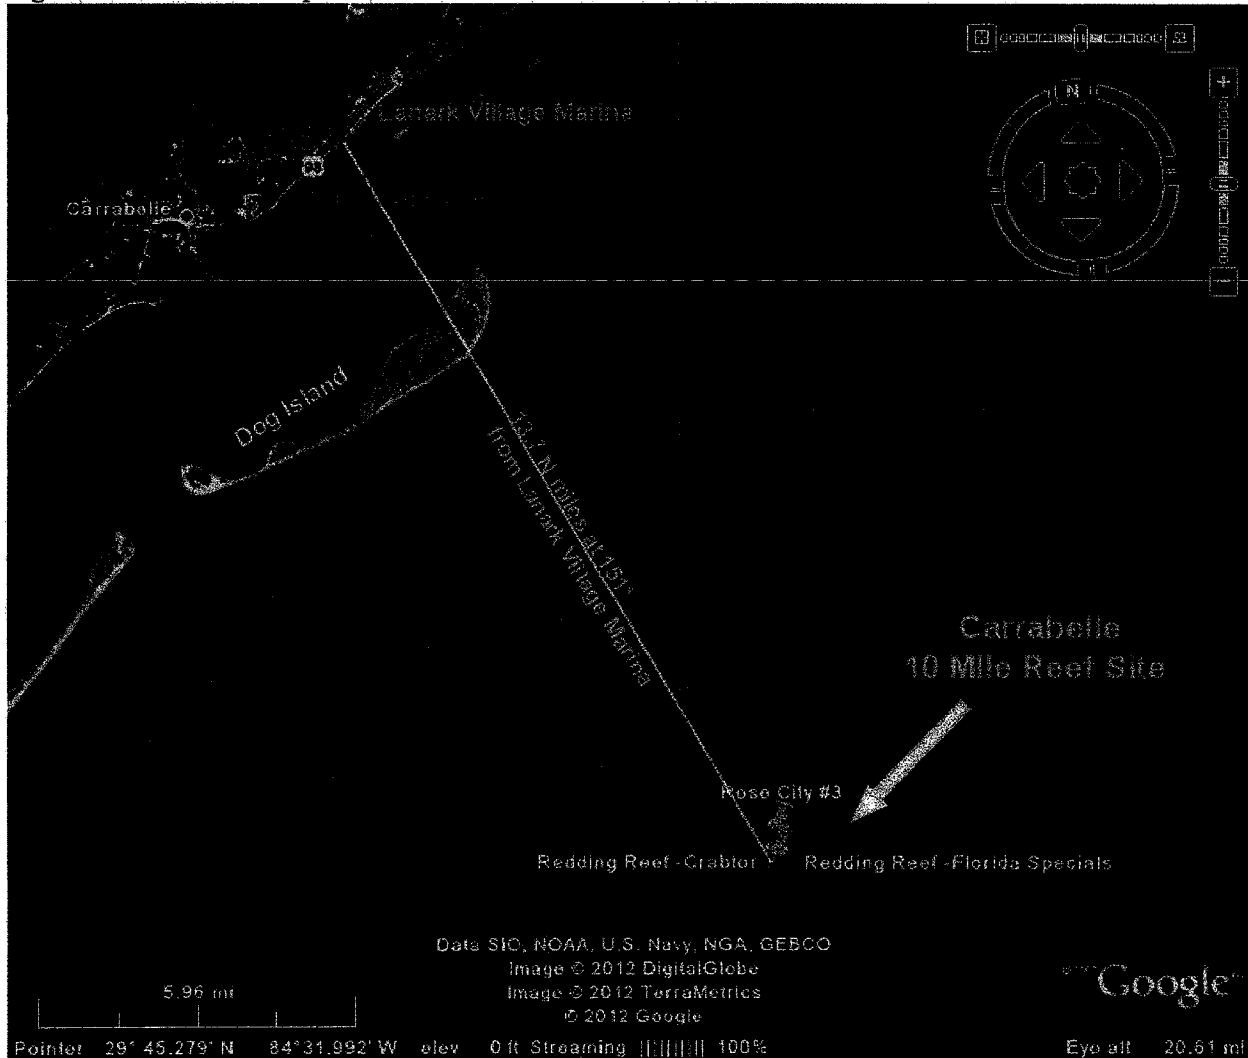 N
Lanark Village Marina
Carrabelle
Dog Island
13.7 N miles at 151°
from Lanark Village Marina
Carrabelle
10 Mile Reef Site
Rose City #3
Redding Reef -Crabtor
Redding Reef -Florida Specials
Data SIO, NOAA, U.S. Navy, NGA, GEBCO
Image © 2012 DigitalGlobe
Image © 2012 TerraMetrics
© 2012 Google
Google
5.96 mi
Pointer 29° 45.279' N 84°31.992' W elev 0 ft Streaming |||||||||| 100% Eye alt 20.61 mi